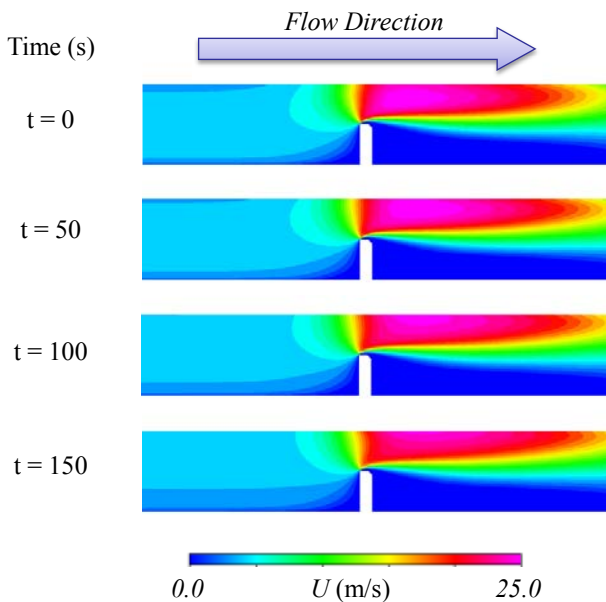 Flow Direction
Time (s)
t = 0
t = 50
t = 100
t = 150
0.0 U (m/s) 25.0